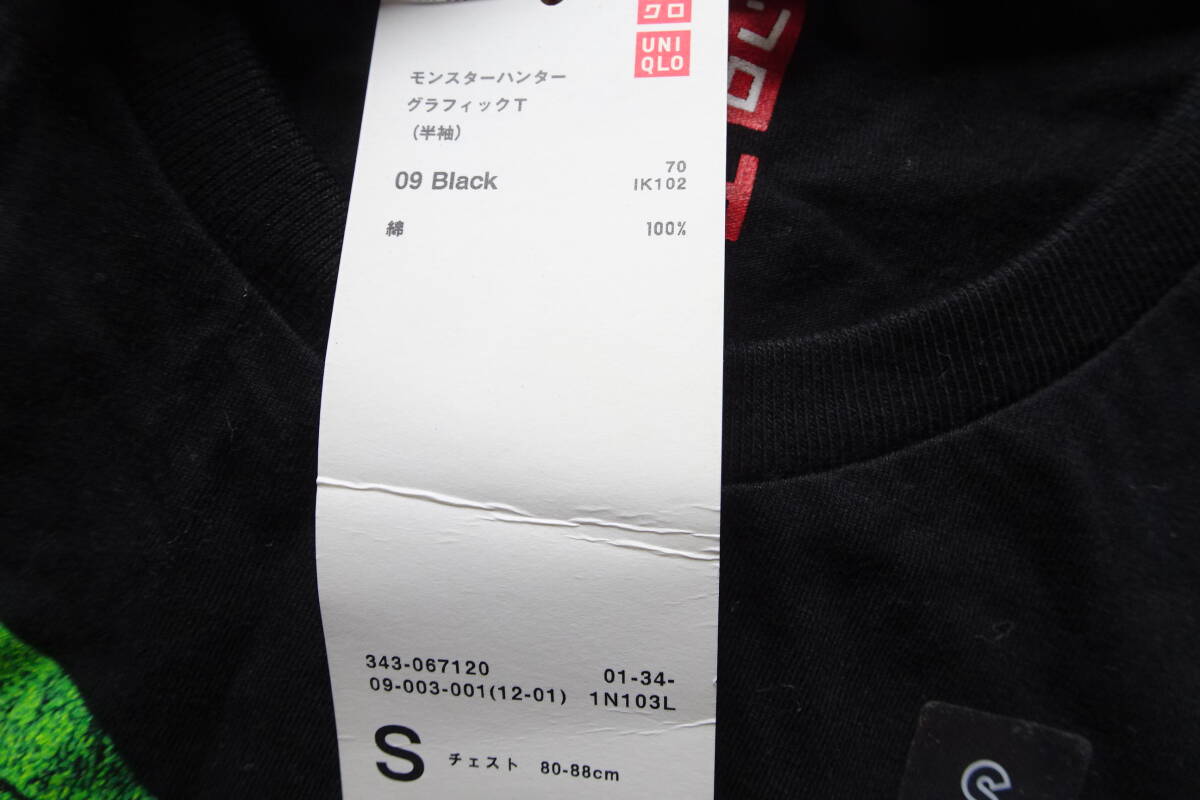 クロ
UNI
QLO
モンスターハンター
グラフィックT
(半袖)
09 Black
70
IK102
綿 100%
343-067120 01-34-
09-003-001(12-01) 1N103L
S チェスト 80-88cm
S